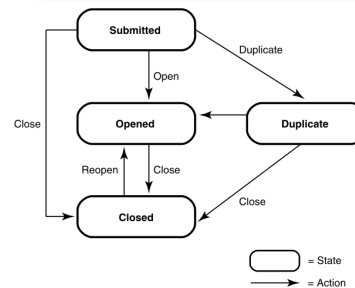 Submitted
Duplicate
Open
Close
Opened
Duplicate
Reopen
Close
Close
Closed
= State
= Action